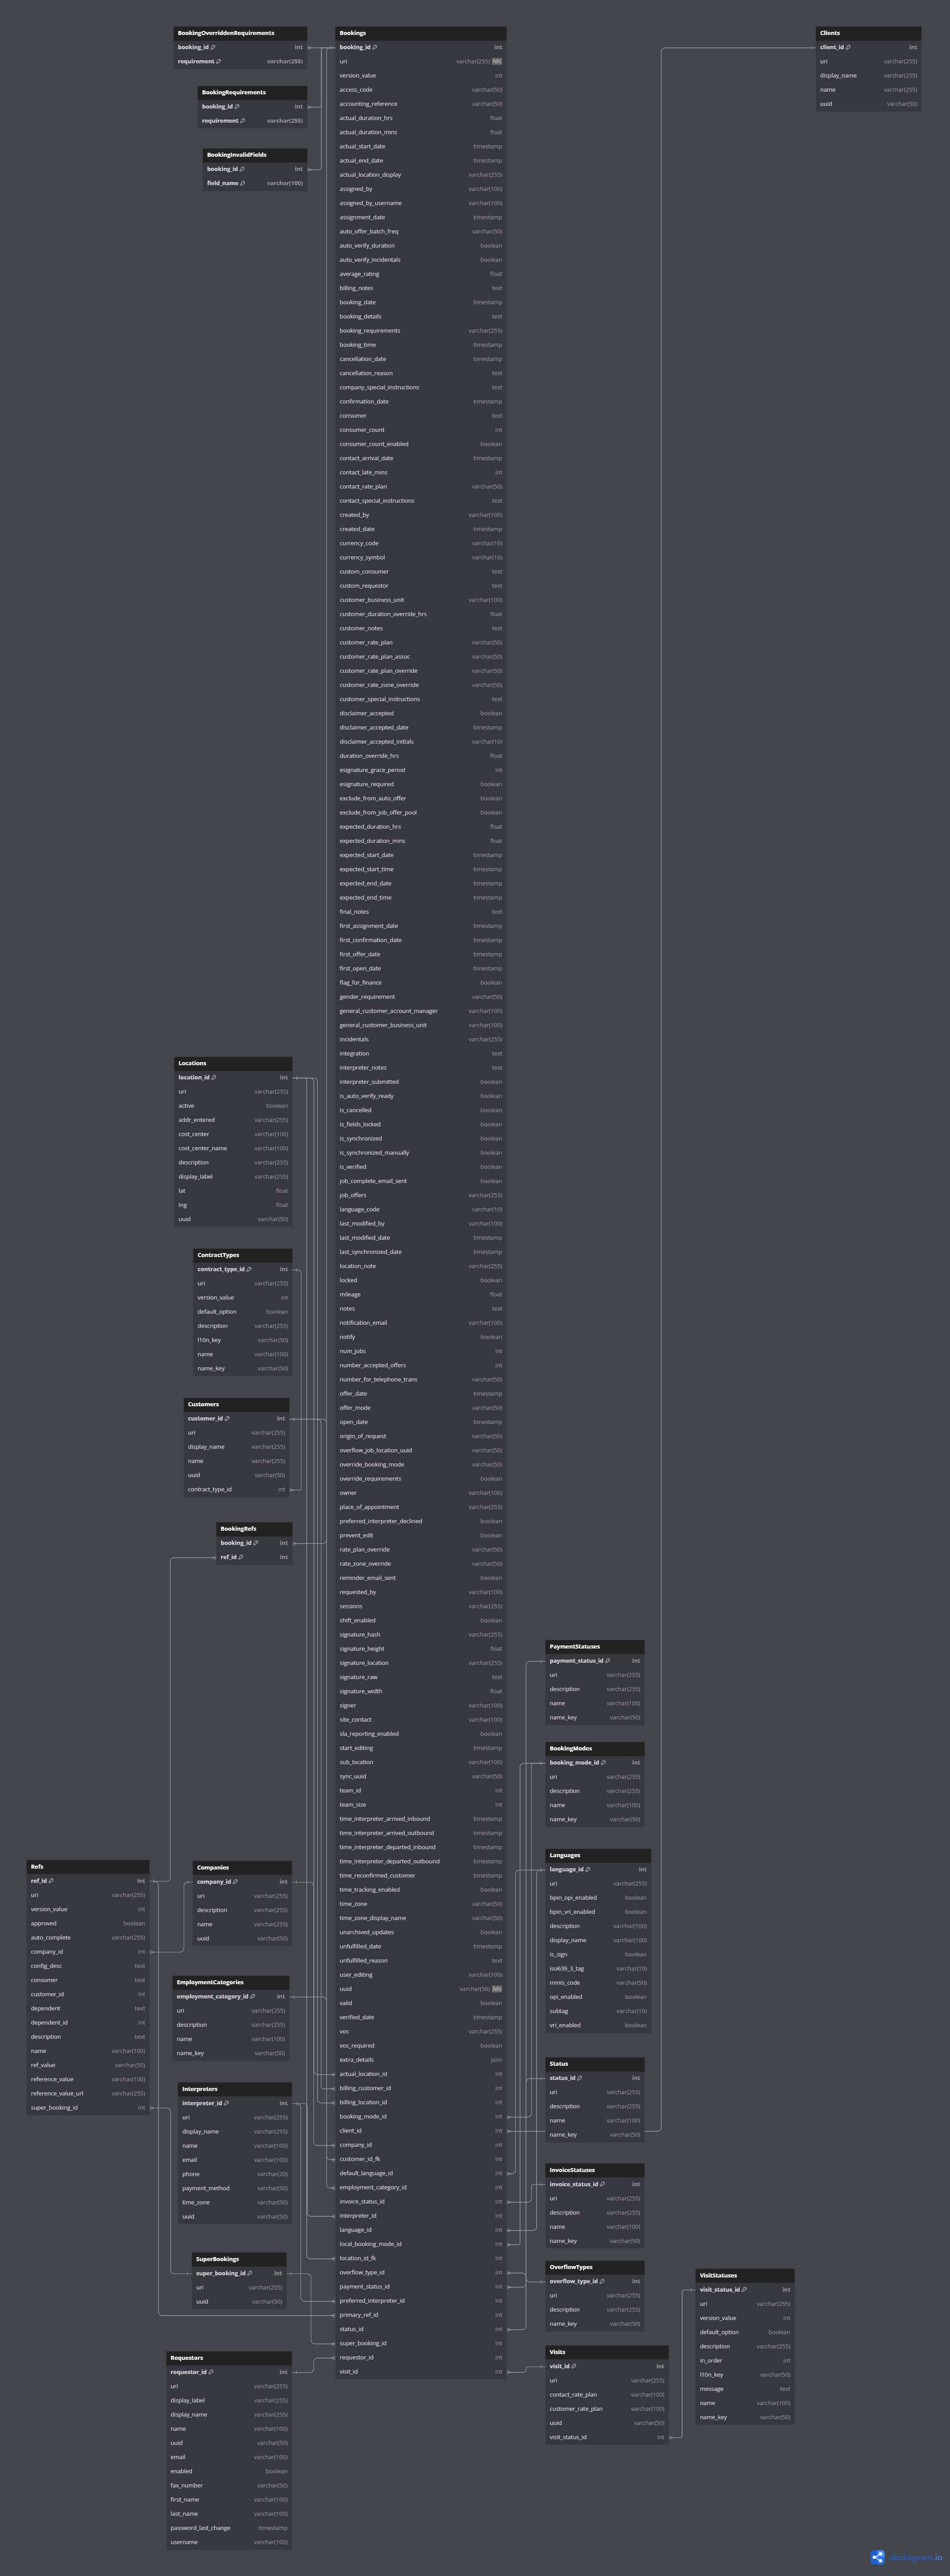 BookingOverriddenRequirements
booking_id int
requirement varchar(255)
BookingRequirements
booking_id int
requirement varchar(255)
BookingInvalidFields
booking_id int
field_name varchar(100)
Bookings
booking_id int
uri varchar(255) NN
version_value int
access_code varchar(50)
accounting_reference varchar(50)
actual_duration_hrs float
actual_duration_mins float
actual_start_date timestamp
actual_end_date timestamp
actual_location_display varchar(255)
assigned_by varchar(100)
assigned_by_username varchar(100)
assignment_date timestamp
auto_offer_batch_freq varchar(50)
auto_verify_duration boolean
auto_verify_incidentals boolean
average_rating float
billing_notes text
booking_date timestamp
booking_details text
booking_requirements varchar(255)
booking_time timestamp
cancellation_date timestamp
cancellation_reason text
company_special_instructions text
confirmation_date timestamp
consumer text
consumer_count int
consumer_count_enabled boolean
contact_arrival_date timestamp
contact_late_mins int
contact_rate_plan varchar(50)
contact_special_instructions text
created_by varchar(100)
created_date timestamp
currency_code varchar(10)
currency_symbol varchar(10)
custom_consumer text
custom_requestor text
customer_business_unit varchar(100)
customer_duration_override_hrs float
customer_notes text
customer_rate_plan varchar(50)
customer_rate_plan_assoc varchar(50)
customer_rate_plan_override varchar(50)
customer_rate_zone_override varchar(50)
customer_special_instructions text
disclaimer_accepted boolean
disclaimer_accepted_date timestamp
disclaimer_accepted_initials varchar(10)
duration_override_hrs float
esignature_grace_period int
esignature_required boolean
exclude_from_auto_offer boolean
exclude_from_job_offer_pool boolean
expected_duration_hrs float
expected_duration_mins float
expected_start_date timestamp
expected_start_time timestamp
expected_end_date timestamp
expected_end_time timestamp
final_notes text
first_assignment_date timestamp
first_confirmation_date timestamp
first_offer_date timestamp
first_open_date timestamp
flag_for_finance boolean
gender_requirement varchar(50)
general_customer_account_manager varchar(100)
general_customer_business_unit varchar(100)
incidentals varchar(255)
integration text
interpreter_notes text
interpreter_submitted boolean
is_auto_verify_ready boolean
is_cancelled boolean
is_fields_locked boolean
is_synchronized boolean
is_synchronized_manually boolean
is_verified boolean
job_complete_email_sent boolean
job_offers varchar(255)
language_code varchar(10)
last_modified_by varchar(100)
last_modified_date timestamp
last_synchronized_date timestamp
location_note varchar(255)
locked boolean
mileage float
notes text
notification_email varchar(100)
notify boolean
num_jobs int
number_accepted_offers int
number_for_telephone_trans varchar(50)
offer_date timestamp
offer_mode varchar(50)
open_date timestamp
origin_of_request varchar(50)
overflow_job_location_uuid varchar(50)
override_booking_mode varchar(50)
override_requirements boolean
owner varchar(100)
place_of_appointment varchar(255)
preferred_interpreter_declined boolean
prevent_edit boolean
rate_plan_override varchar(50)
rate_zone_override varchar(50)
reminder_email_sent boolean
requested_by varchar(100)
sessions varchar(255)
shift_enabled boolean
signature_hash varchar(255)
signature_height float
signature_location varchar(255)
signature_raw text
signature_width float
signer varchar(100)
site_contact varchar(100)
sla_reporting_enabled boolean
start_editing timestamp
sub_location varchar(100)
sync_uuid varchar(50)
team_id int
team_size int
time_interpreter_arrived_inbound timestamp
time_interpreter_arrived_outbound timestamp
time_interpreter_departed_inbound timestamp
time_interpreter_departed_outbound timestamp
time_reconfirmed_customer timestamp
time_tracking_enabled boolean
time_zone varchar(50)
time_zone_display_name varchar(50)
unarchived_updates boolean
unfulfilled_date timestamp
unfulfilled_reason text
user_editing varchar(100)
uuid varchar(50) NN
valid boolean
verified_date timestamp
vos varchar(255)
vos_required boolean
extra_details json
actual_location_id int
billing_customer_id int
billing_location_id int
booking_mode_id int
client_id int
company_id int
customer_id_fk int
default_language_id int
employment_category_id int
invoice_status_id int
interpreter_id int
language_id int
local_booking_mode_id int
location_id_fk int
overflow_type_id int
payment_status_id int
preferred_interpreter_id int
primary_ref_id int
status_id int
super_booking_id int
requestor_id int
visit_id int
Clients
client_id int
uri varchar(255)
display_name varchar(255)
name varchar(255)
uuid varchar(50)
Locations
location_id int
uri varchar(255)
active boolean
addr_entered varchar(255)
cost_center varchar(100)
cost_center_name varchar(100)
description varchar(255)
display_label varchar(255)
lat float
lng float
uuid varchar(50)
ContractTypes
contract_type_id int
uri varchar(255)
version_value int
default_option boolean
description varchar(255)
l10n_key varchar(50)
name varchar(100)
name_key varchar(50)
Customers
customer_id int
uri varchar(255)
display_name varchar(255)
name varchar(255)
uuid varchar(50)
contract_type_id int
BookingRefs
booking_id int
ref_id int
Refs
ref_id int
uri varchar(255)
version_value int
approved boolean
auto_complete varchar(255)
company_id int
config_desc text
consumer text
customer_id int
dependent text
dependent_id int
description text
name varchar(100)
ref_value varchar(50)
reference_value varchar(100)
reference_value_url varchar(255)
super_booking_id int
Companies
company_id int
uri varchar(255)
description varchar(255)
name varchar(255)
uuid varchar(50)
EmploymentCategories
employment_category_id int
uri varchar(255)
description varchar(255)
name varchar(100)
name_key varchar(50)
Interpreters
interpreter_id int
uri varchar(255)
display_name varchar(255)
name varchar(100)
email varchar(100)
phone varchar(20)
payment_method varchar(50)
time_zone varchar(50)
uuid varchar(50)
SuperBookings
super_booking_id int
uri varchar(255)
uuid varchar(50)
Requestors
requestor_id int
uri varchar(255)
display_label varchar(255)
display_name varchar(255)
name varchar(100)
uuid varchar(50)
email varchar(100)
enabled boolean
fax_number varchar(50)
first_name varchar(100)
last_name varchar(100)
password_last_change timestamp
username varchar(100)
PaymentStatuses
payment_status_id int
uri varchar(255)
description varchar(255)
name varchar(100)
name_key varchar(50)
BookingModes
booking_mode_id int
uri varchar(255)
description varchar(255)
name varchar(100)
name_key varchar(50)
Languages
language_id int
uri varchar(255)
bpin_opi_enabled boolean
bpin_vri_enabled boolean
description varchar(100)
display_name varchar(100)
is_sign boolean
iso639_3_tag varchar(10)
mmis_code varchar(50)
opi_enabled boolean
subtag varchar(10)
vri_enabled boolean
Status
status_id int
uri varchar(255)
description varchar(255)
name varchar(100)
name_key varchar(50)
InvoiceStatuses
invoice_status_id int
uri varchar(255)
description varchar(255)
name varchar(100)
name_key varchar(50)
OverflowTypes
overflow_type_id int
uri varchar(255)
description varchar(255)
name_key varchar(50)
Visits
visit_id int
uri varchar(255)
contact_rate_plan varchar(100)
customer_rate_plan varchar(100)
uuid varchar(50)
visit_status_id int
VisitStatuses
visit_status_id int
uri varchar(255)
version_value int
default_option boolean
description varchar(255)
in_order int
l10n_key varchar(50)
message text
name varchar(100)
name_key varchar(50)
dbdiagram.io